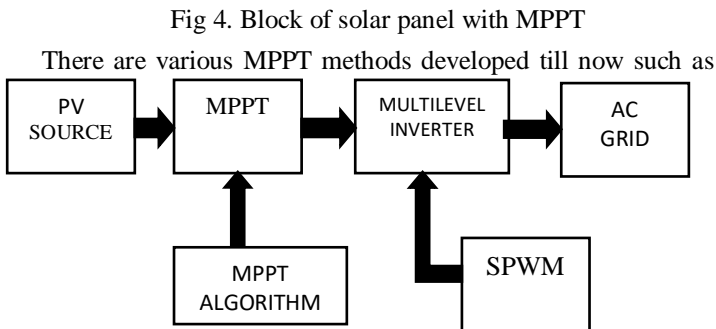 Fig 4. Block of solar panel with MPPT
There are various MPPT methods developed till now such as
PV
SOURCE
MPPT
MULTILEVEL
INVERTER
AC
GRID
MPPT
ALGORITHM
SPWM